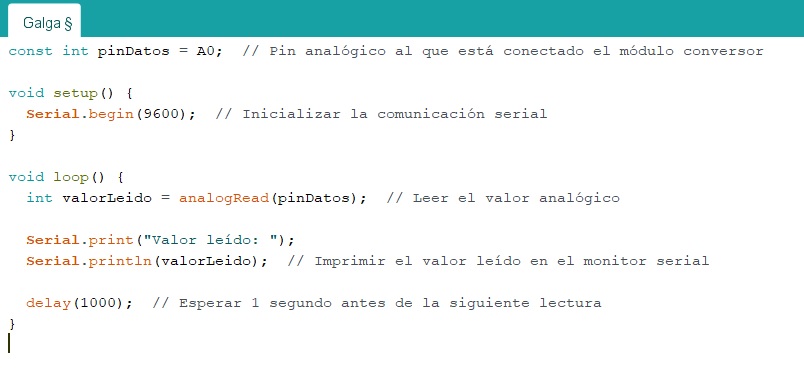 Galga §
const int pinDatos = A0;  // Pin analógico al que está conectado el módulo conversor
void setup() {
  Serial.begin(9600);  // Inicializar la comunicación serial
}
void loop() {
  int valorLeido = analogRead(pinDatos);  // Leer el valor analógico
  Serial.print("Valor leído: ");
  Serial.println(valorLeido);  // Imprimir el valor leído en el monitor serial
  delay(1000);  // Esperar 1 segundo antes de la siguiente lectura
}